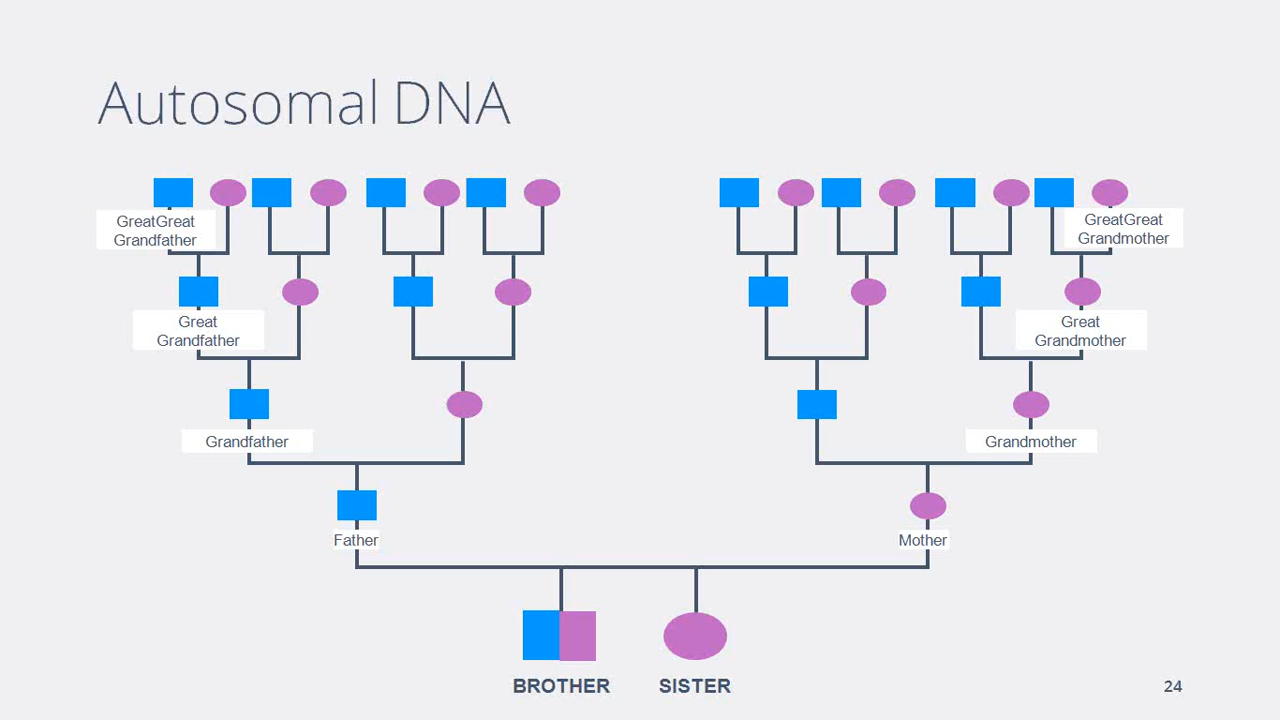 Autosomal DNA
GreatGreat
Grandfather
GreatGreat
Grandmother
Great
Grandfather
Great
Grandmother
Grandfather
Grandmother
Father
Mother
BROTHER
SISTER
24